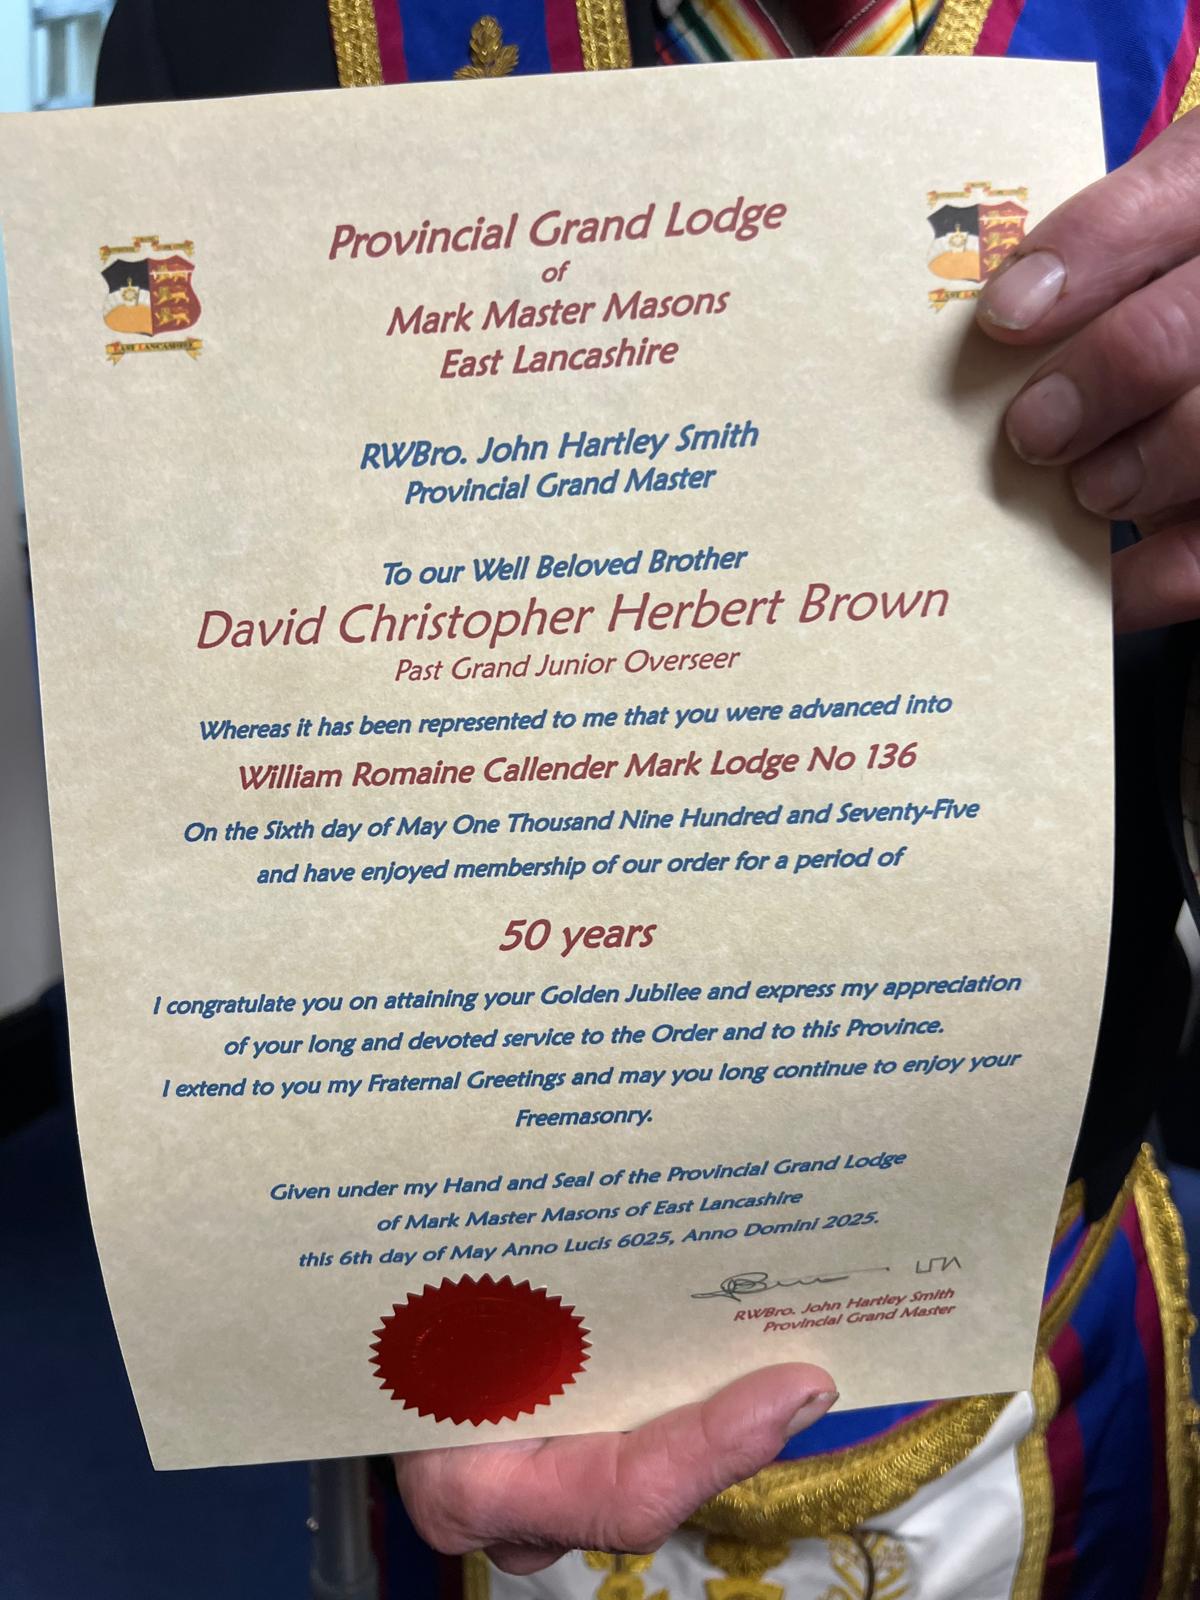 Provincial Grand Lodge
of
Mark Master Masons
East Lancashire
EAST LANCASHIRE
RWBro. John Hartley Smith
Provincial Grand Master
To our Well Beloved Brother
David Christopher Herbert Brown
Past Grand Junior Overseer
Whereas it has been represented to me that you were advanced into
William Romaine Callender Mark Lodge No 136
On the Sixth day of May One Thousand Nine Hundred and Seventy-Five
and have enjoyed membership of our order for a period of
50 years
I congratulate you on attaining your Golden Jubilee and express my appreciation
of your long and devoted service to the Order and to this Province.
I extend to you my Fraternal Greetings and may you long continue to enjoy your
Freemasonry.
Given under my Hand and Seal of the Provincial Grand Lodge
of Mark Master Masons of East Lancashire
this 6th day of May Anno Lucis 6025, Anno Domini 2025.
RWBro. John Hartley Smith
Provincial Grand Master